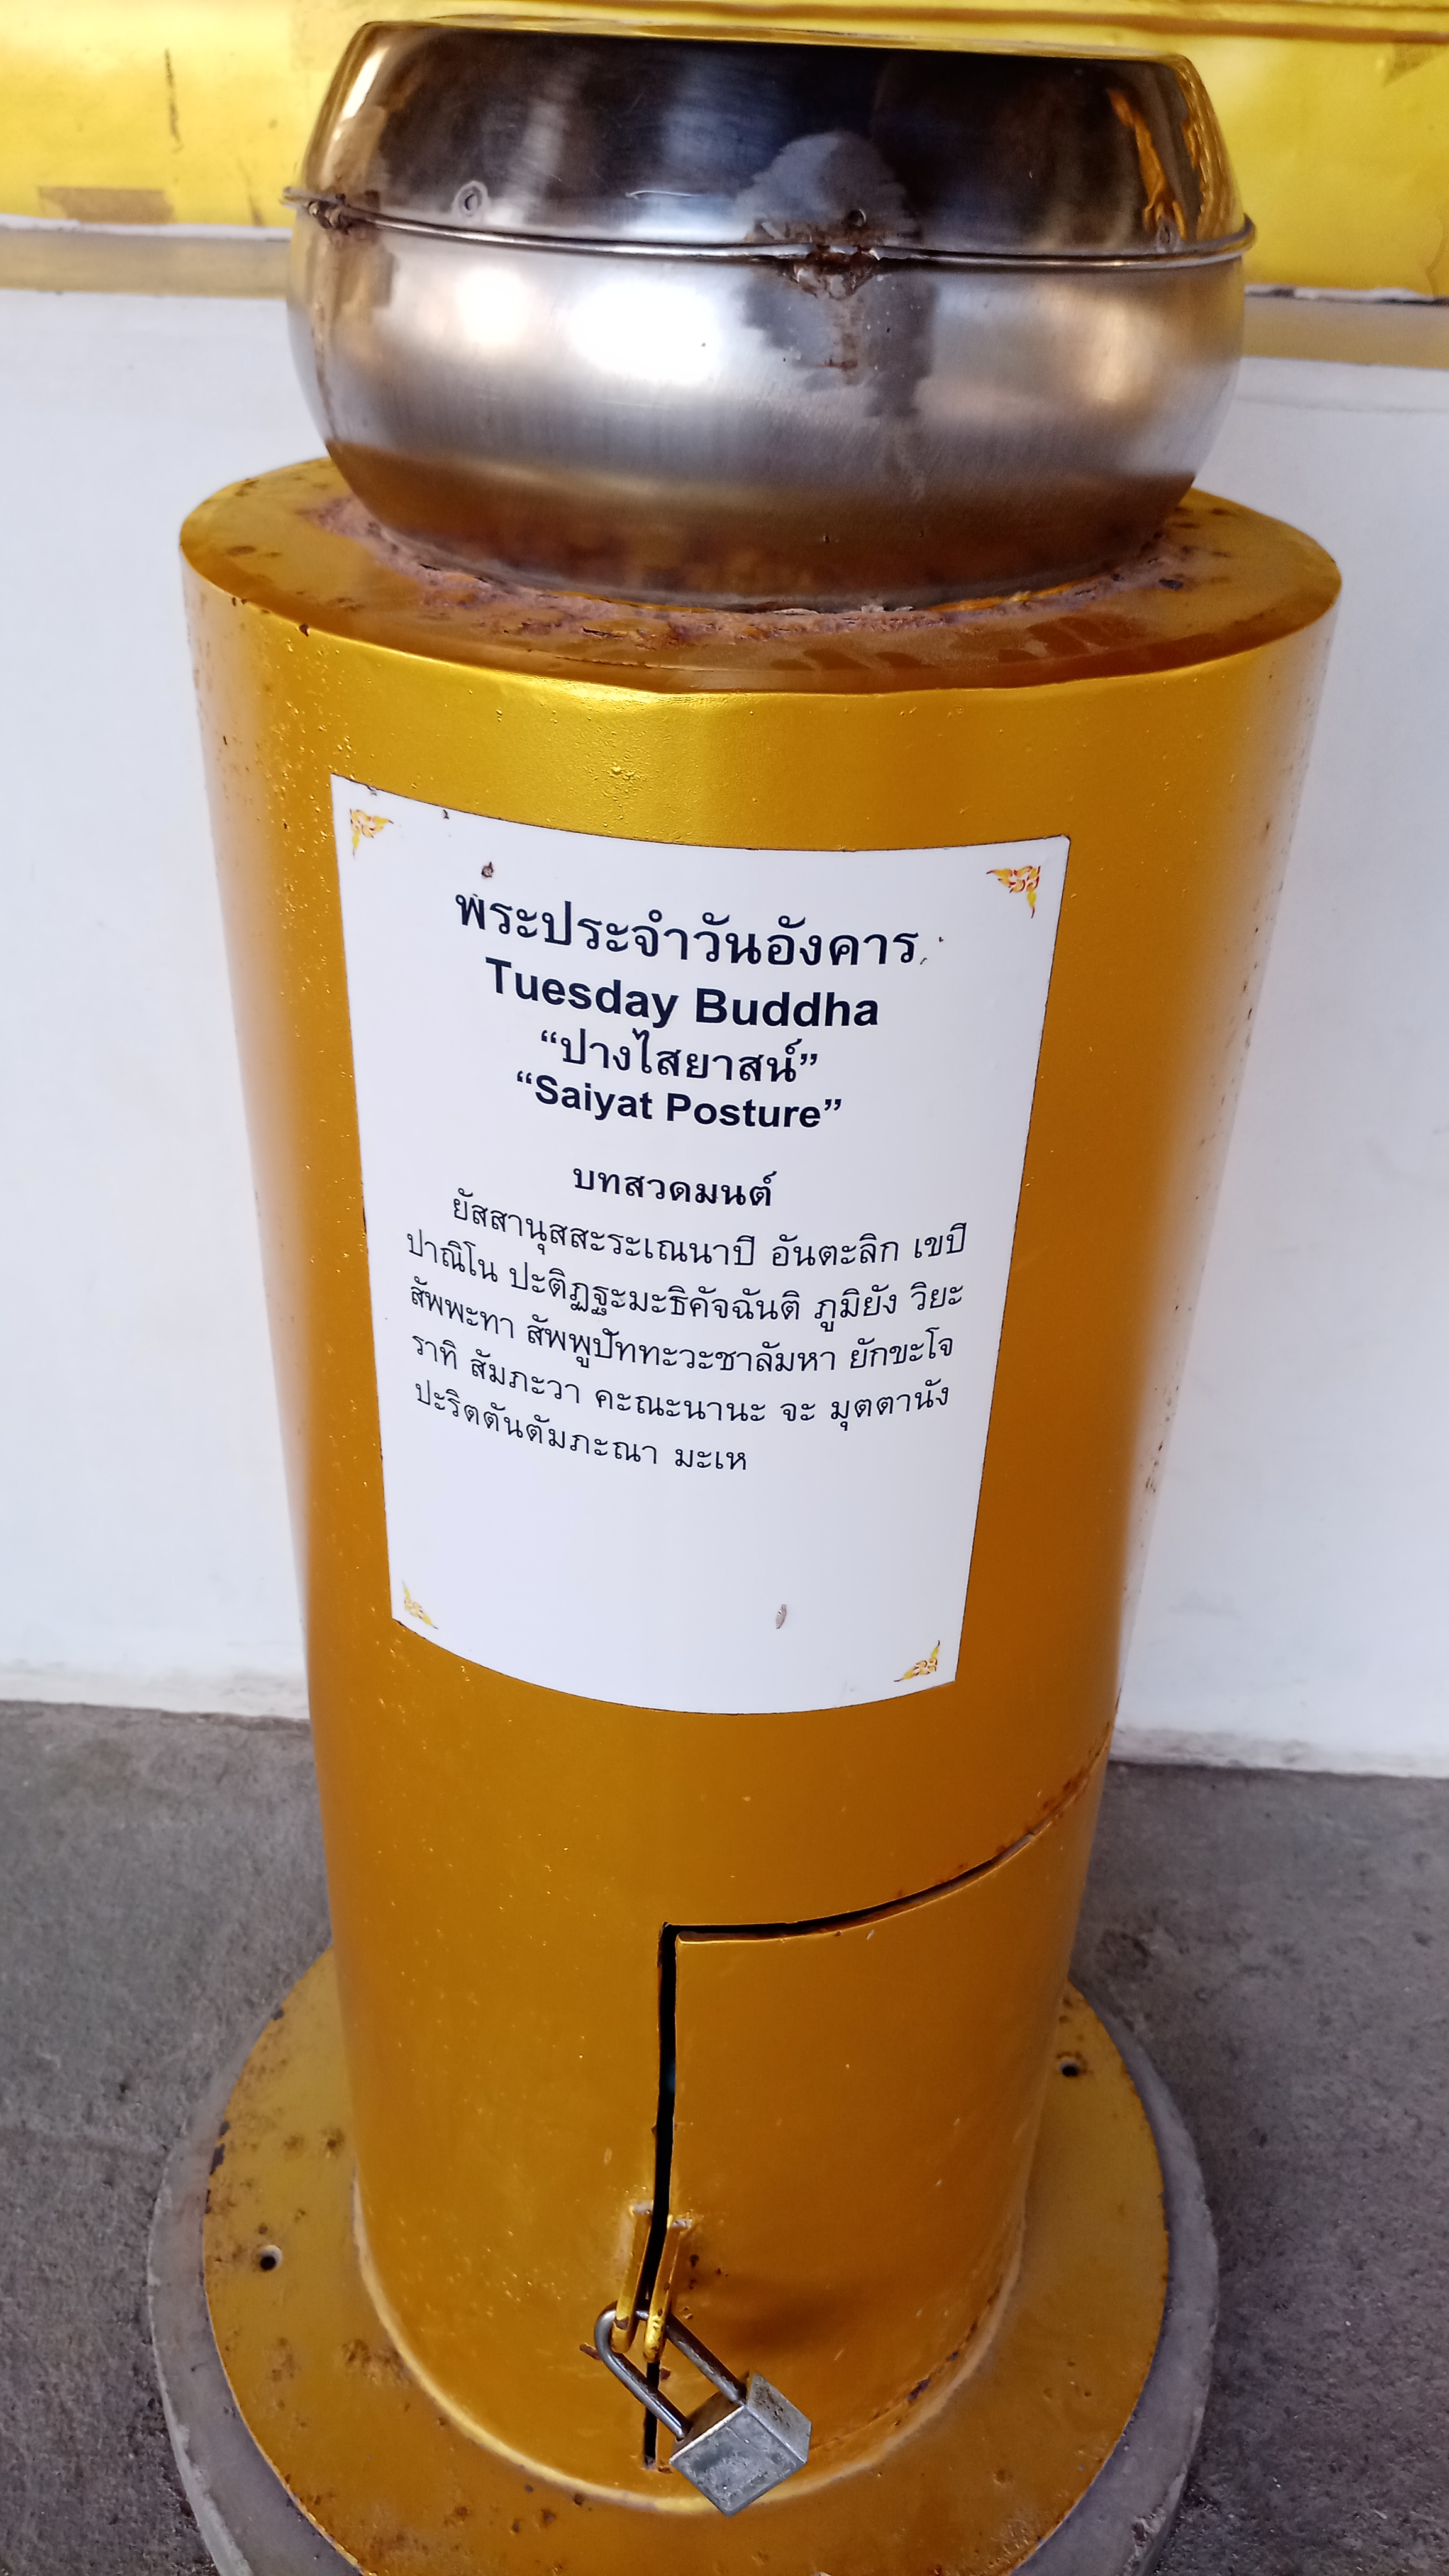 พระประจำวันอังคาร
Tuesday Buddha
“ปางไสยาสน์”
“Saiyat Posture”
บทสวดมนต์
ยัสสานุสสะระเณนาปี อันตะลิก เขปี
ปาณิโน ปะติฏฐะมะธิคัจฉันติ ภูมิยัง วิยะ
สัพพะทา สัพพูปัททะวะชาลัมหา ยักขะโจ
ราทิ สัมภะวา คะณะนานะ จะ มุตตานัง
ปะริตตันตัมภะณา มะเห